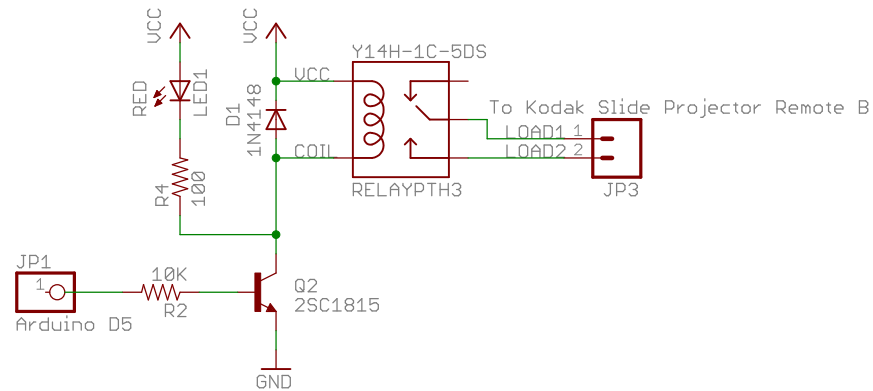 VCC
VCC
Y14H-1C-5DS
VCC
RED
LED1
D1
1N4148
To Kodak Slide Projector Remote B
LOAD1 1
LOAD2 2
COIL
R4
100
RELAYPTH3
JP3
JP1
1
10K
R2
Arduino D5
Q2
2SC1815
GND